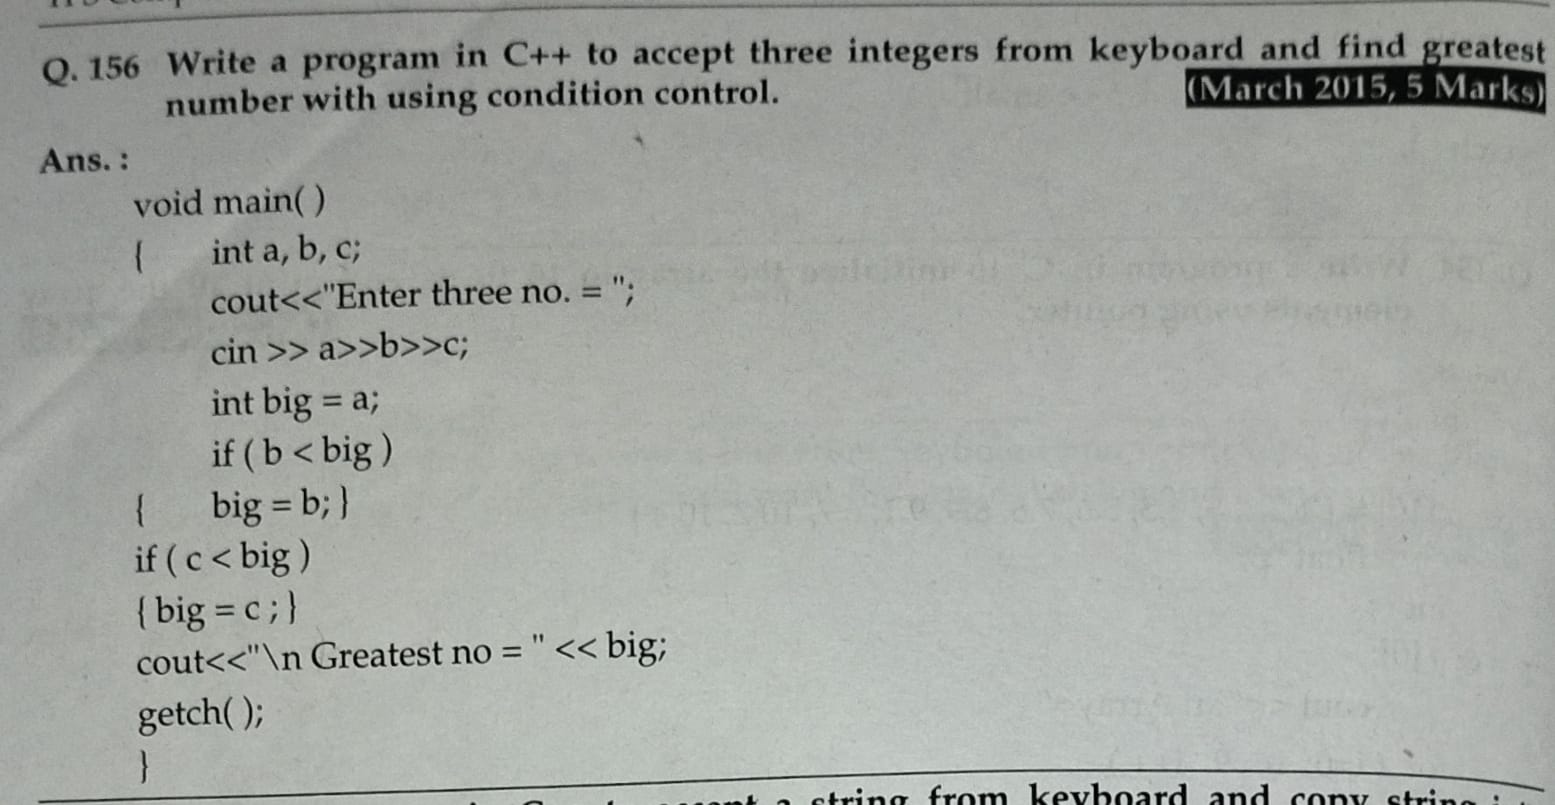 Q. 156 Write a program in C++ to accept three integers from keyboard and find greatest
number with using condition control. (March 2015, 5 Marks)
Ans. :
void main( )
{ int a, b, c;
cout<<"Enter three no. = ";
cin >> a>>b>>c;
int big = a;
if ( b < big )
{ big = b; }
if ( c < big )
{ big = c ; }
cout<<"\n Greatest no = " << big;
getch( );
}
string from keyboard and copy string